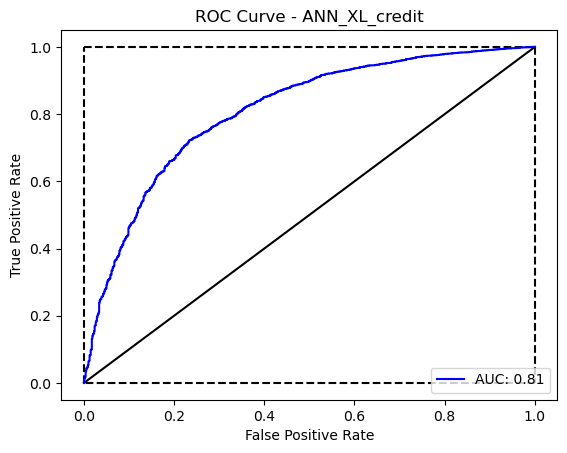 ROC Curve - ANN_XL_credit
1.0
0.8
0.6
0.4
0.2
0.0
True Positive Rate
0.0 0.2 0.4 0.6 0.8 1.0
False Positive Rate
AUC: 0.81